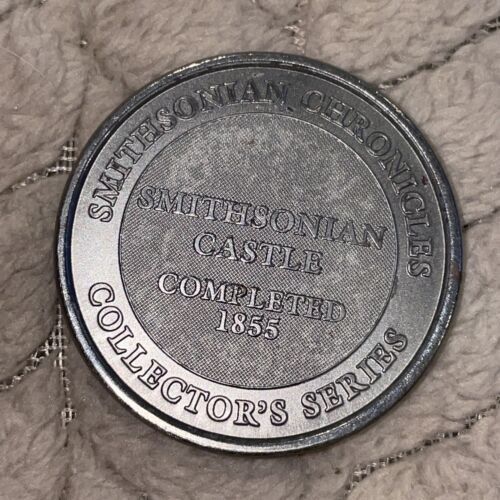 SMITHSONIAN CHRONICLES
SMITHSONIAN
CASTLE
COMPLETED
1855
COLLECTOR'S SERIES